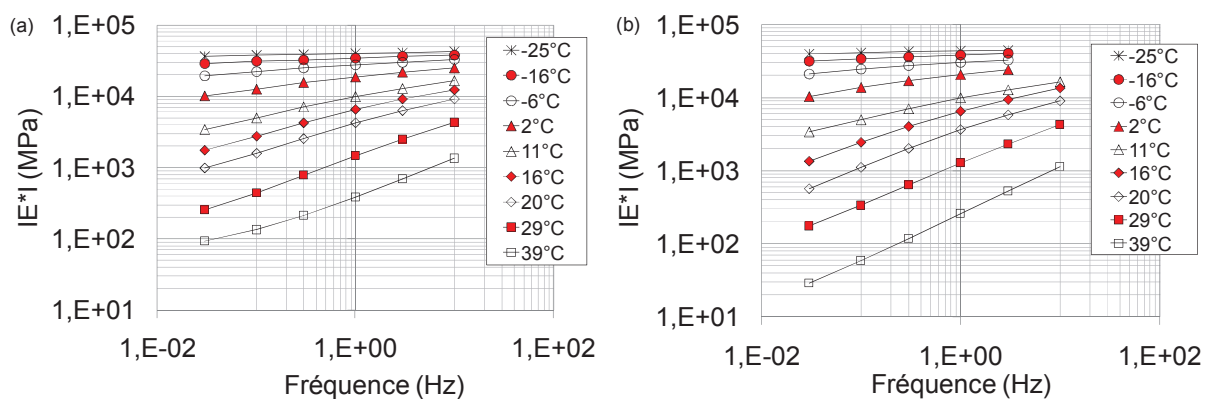 (a)
IE*I (MPa)
1,E+05
1,E+04
1,E+03
1,E+02
1,E+01
1,E-02
1,E+00
1,E+02
Fréquence (Hz)
-25°C
-16°C
-6°C
2°C
11°C
16°C
20°C
29°C
39°C
(b)
IE*I (MPa)
1,E+05
1,E+04
1,E+03
1,E+02
1,E+01
1,E-02
1,E+00
1,E+02
Fréquence (Hz)
-25°C
-16°C
-6°C
2°C
11°C
16°C
20°C
29°C
39°C